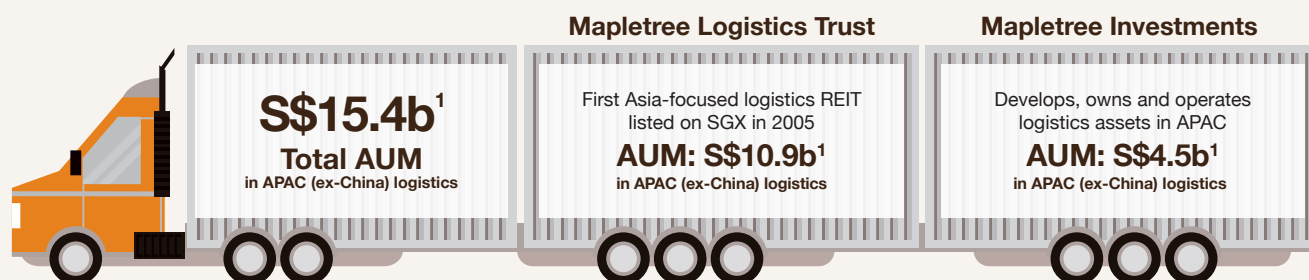 S$15.4b¹
Total AUM
in APAC (ex-China) logistics
Mapletree Logistics Trust
First Asia-focused logistics REIT
listed on SGX in 2005
AUM: S$10.9b¹
in APAC (ex-China) logistics
Mapletree Investments
Develops, owns and operates
logistics assets in APAC
AUM: S$4.5b¹
in APAC (ex-China) logistics